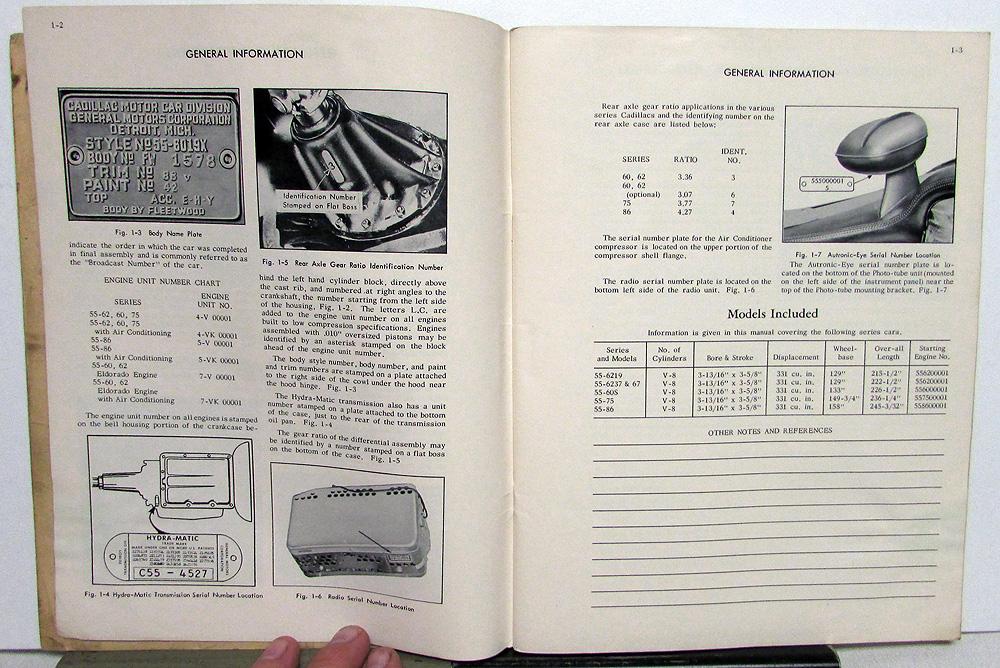 1-2
GENERAL INFORMATION
CADILLAC MOTOR CAR DIVISION
GENERAL MOTORS CORPORATION
DETROIT, MICH.
STYLE Nº 55-6019X
BODY Nº FW 1578
TRIM Nº 88 V
PAINT Nº 42
TOP ACC. E-H-Y
BODY BY FLEETWOOD
Fig. 1-3 Body Name Plate
indicate the order in which the car was completed
in final assembly and is commonly referred to as
the "Broadcast Number" of the car.
ENGINE UNIT NUMBER CHART
SERIES ENGINE UNIT NO.
55-62, 60, 75 4-V 00001
55-62, 60, 75
with Air Conditioning 4-VK 00001
55-86 5-V 00001
55-86
with Air Conditioning 5-VK 00001
55-60, 62
Eldorado Engine 7-V 00001
55-60, 62
Eldorado Engine
with Air Conditioning 7-VK 00001
The engine unit number on all engines is stamped
on the bell housing portion of the crankcase be-
HYDRA-MATIC
TRADE MARK
C55 - 4527
Fig. 1-4 Hydra-Matic Transmission Serial Number Location
3
Identification Number
Stamped on Flat Boss
Fig. 1-5 Rear Axle Gear Ratio Identification Number
hind the left hand cylinder block, directly above
the cast rib, and numbered at right angles to the
crankshaft, the number starting from the left side
of the housing, Fig. 1-2. The letters L.C. are
added to the engine unit number on all engines
built to low compression specifications. Engines
assembled with .010" oversized pistons may be
identified by an asterisk stamped on the block
ahead of the engine unit number.
The body style number, body number, and paint
and trim numbers are stamped on a plate attached
to the right side of the cowl under the hood near
the hood hinge. Fig. 1-3
The Hydra-Matic transmission also has a unit
number stamped on a plate attached to the bottom
of the case, just to the rear of the transmission
oil pan. Fig. 1-4
The gear ratio of the differential assembly may
be identified by a number stamped on a flat boss
on the bottom of the case. Fig. 1-5
Fig. 1-6 Radio Serial Number Location
1-3
GENERAL INFORMATION
Rear axle gear ratio applications in the various
series Cadillacs and the identifying number on the
rear axle case are listed below:
SERIES RATIO IDENT. NO.
60, 62 3.36 3
60, 62
(optional) 3.07 6
75 3.77 7
86 4.27 4
The serial number plate for the Air Conditioner
compressor is located on the upper portion of the
compressor shell flange.
The radio serial number plate is located on the
bottom left side of the radio unit. Fig. 1-6
555000001
5
Fig. 1-7 Autronic-Eye Serial Number Location
The Autronic-Eye serial number plate is lo-
cated on the bottom of the Photo-tube unit (mounted
on the left side of the instrument panel) near the
top of the Photo-tube mounting bracket. Fig. 1-7
Models Included
Information is given in this manual covering the following series cars.
Series and Models No. of Cylinders Bore & Stroke Displacement Wheel-base Over-all Length Starting Engine No.
55-6219 V-8 3-13/16" x 3-5/8" 331 cu. in. 129" 215-1/2" 556200001
55-6237 & 67 V-8 3-13/16" x 3-5/8" 331 cu. in. 129" 222-1/2" 556200001
55-60S V-8 3-13/16" x 3-5/8" 331 cu. in. 133" 226-1/2" 556000001
55-75 V-8 3-13/16" x 3-5/8" 331 cu. in. 149-3/4" 236-1/4" 557500001
55-86 V-8 3-13/16" x 3-5/8" 331 cu. in. 158" 245-3/32" 558600001
OTHER NOTES AND REFERENCES